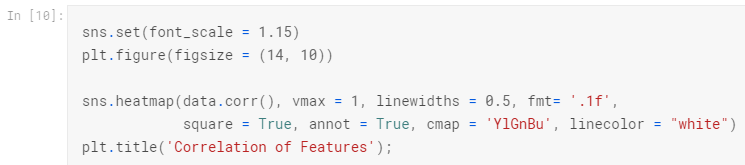 In [10]:
sns.set(font_scale = 1.15)
plt.figure(figsize = (14, 10))
sns.heatmap(data.corr(), vmax = 1, linewidths = 0.5, fmt= '.1f',
square = True, annot = True, cmap = 'YlGnBu', linecolor = "white")
plt.title('Correlation of Features');